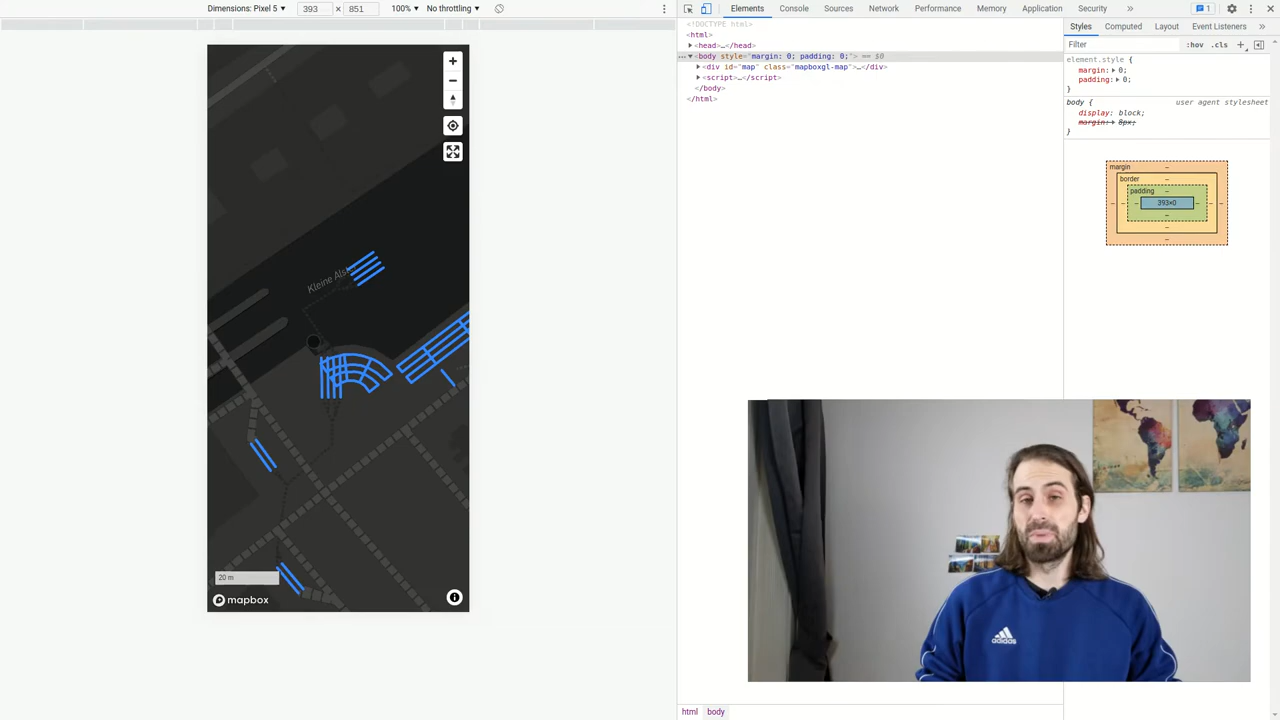 Dimensions: Pixel 5 ▼ 393 × 851 100% ▼ No throttling ▼
Elements Console Sources Network Performance Memory Application Security » 1
<!DOCTYPE html>
<html>
▶<head>…</head>
…▼<body style="margin: 0; padding: 0;"> == $0
▶<div id="map" class="mapboxgl-map">…</div>
▶<script>…</script>
</body>
</html>
html body
Styles Computed Layout Event Listeners »
Filter :hov .cls +
element.style {
margin:▶ 0;
padding:▶ 0;
}
body { user agent stylesheet
display: block;
margin:▶ 8px;
}
margin –
border –
padding –
– – – 393×0 – – –
–
–
–
+
−
20 m
mapbox
adidas